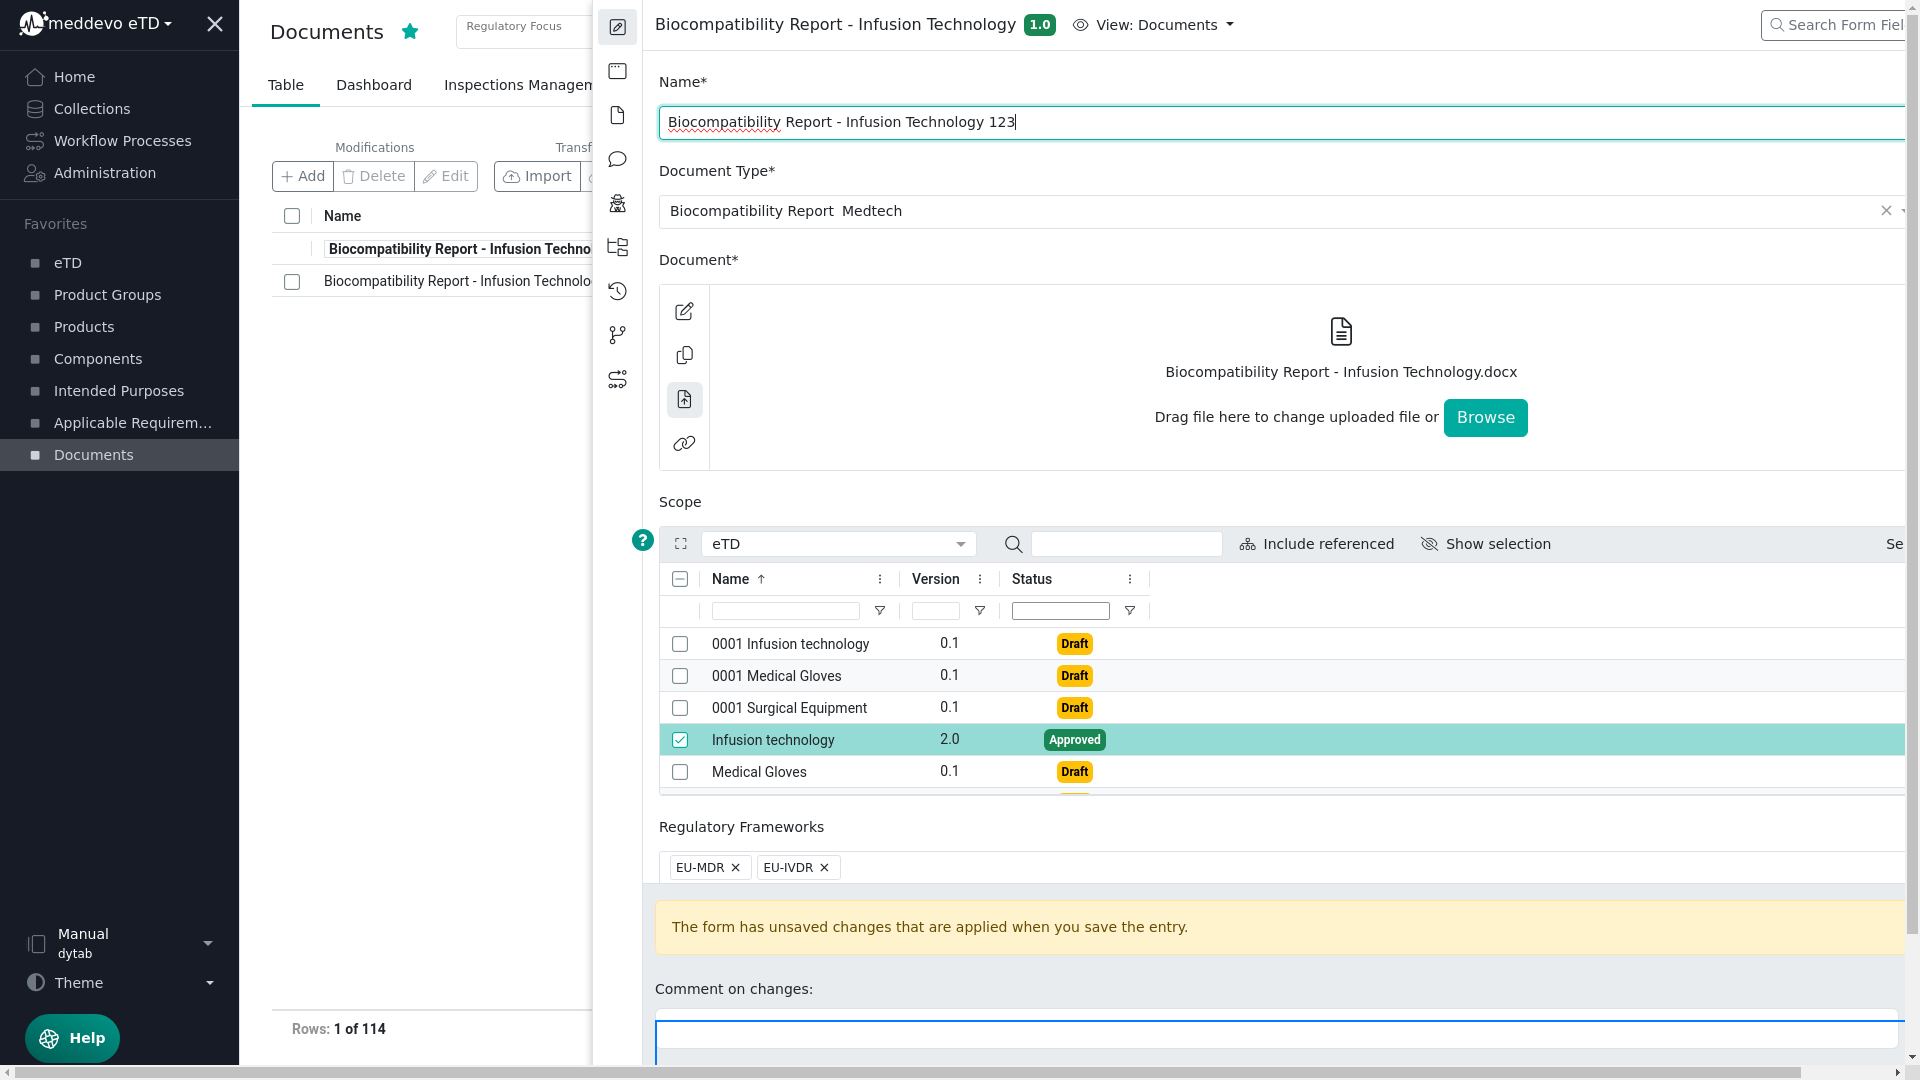 meddevo eTD
Home
Collections
Workflow Processes
Administration
Favorites
eTD
Product Groups
Products
Components
Intended Purposes
Applicable Requirem...
Documents
Manual
dytab
Theme
Help
Documents
Regulatory Focus
Table
Dashboard
Inspections Managem
Modifications
Transf
Add
Delete
Edit
Import
Name
Biocompatibility Report - Infusion Techno
Biocompatibility Report - Infusion Technolo
Rows: 1 of 114
Biocompatibility Report - Infusion Technology 1.0 View: Documents
Search Form Fiel
Name*
Biocompatibility Report - Infusion Technology 123
Document Type*
Biocompatibility Report Medtech
Document*
Biocompatibility Report - Infusion Technology.docx
Drag file here to change uploaded file or Browse
Scope
?
eTD
Include referenced
Show selection
Se
Name Version Status
0001 Infusion technology 0.1 Draft
0001 Medical Gloves 0.1 Draft
0001 Surgical Equipment 0.1 Draft
Infusion technology 2.0 Approved
Medical Gloves 0.1 Draft
Regulatory Frameworks
EU-MDR × EU-IVDR ×
The form has unsaved changes that are applied when you save the entry.
Comment on changes: